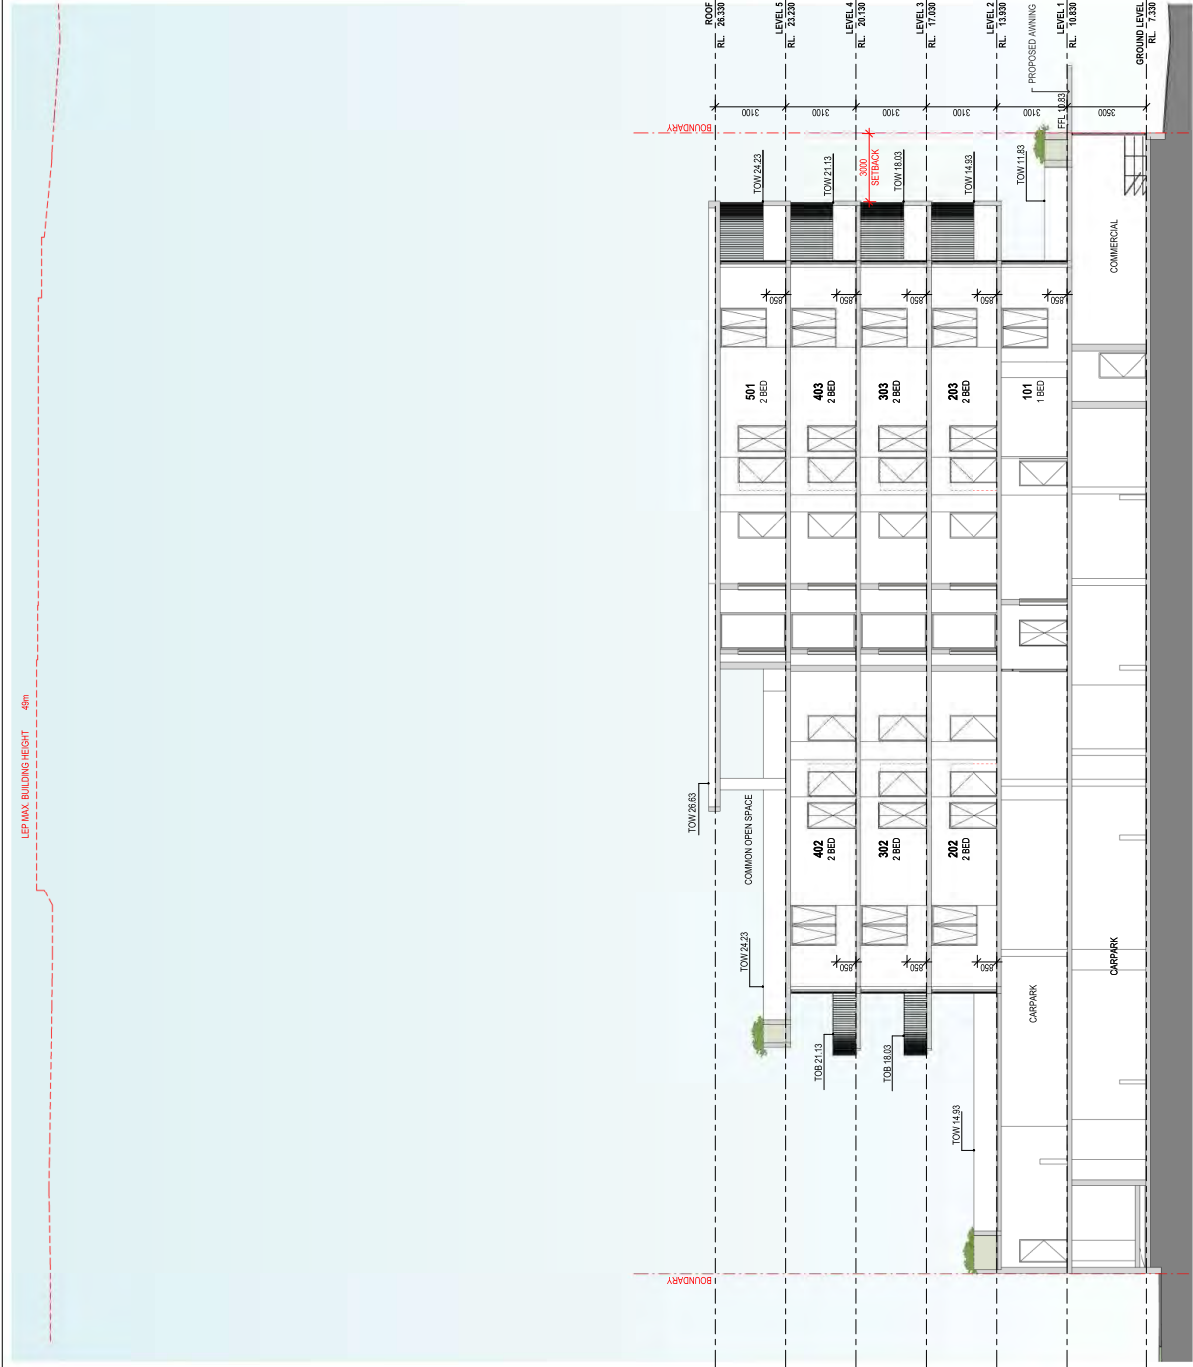 LEP MAX. BUILDING HEIGHT 49m
ROOF
RL. 26.330
LEVEL 5
RL. 23.230
LEVEL 4
RL. 20.130
LEVEL 3
RL. 17.030
LEVEL 2
RL. 13.930
LEVEL 1
RL. 10.830
GROUND LEVEL
RL. 7.330
PROPOSED AWNING
FFL 10.83
3100
3100
3100
3100
3100
3500
BOUNDARY
3000
SETBACK
TOW 24.23
TOW 21.13
TOW 18.03
TOW 14.93
TOW 11.83
850
850
850
850
850
COMMERCIAL
501
2 BED
403
2 BED
303
2 BED
203
2 BED
101
1 BED
TOW 26.63
COMMON OPEN SPACE
TOW 24.23
402
2 BED
302
2 BED
202
2 BED
850
850
850
CARPARK
CARPARK
TOB 21.13
TOB 18.03
TOW 14.93
BOUNDARY